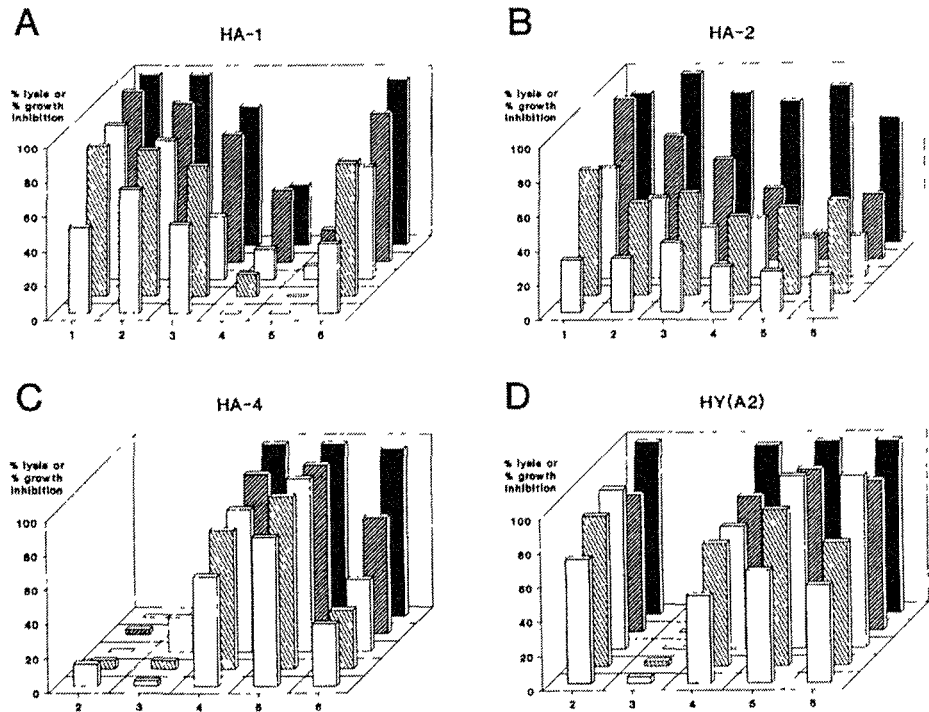 A
HA-1
% lysis or
% growth
inhibition
100
80
60
40
20
0
1 2 3 4 5 6
B
HA-2
% lysis or
% growth
inhibition
100
80
60
40
20
0
1 2 3 4 5 6
C
HA-4
% lysis or
% growth
inhibition
100
80
60
40
20
0
2 3 4 5 6
D
HY(A2)
% lysis or
% growth
inhibition
100
80
60
40
20
0
2 3 4 5 6